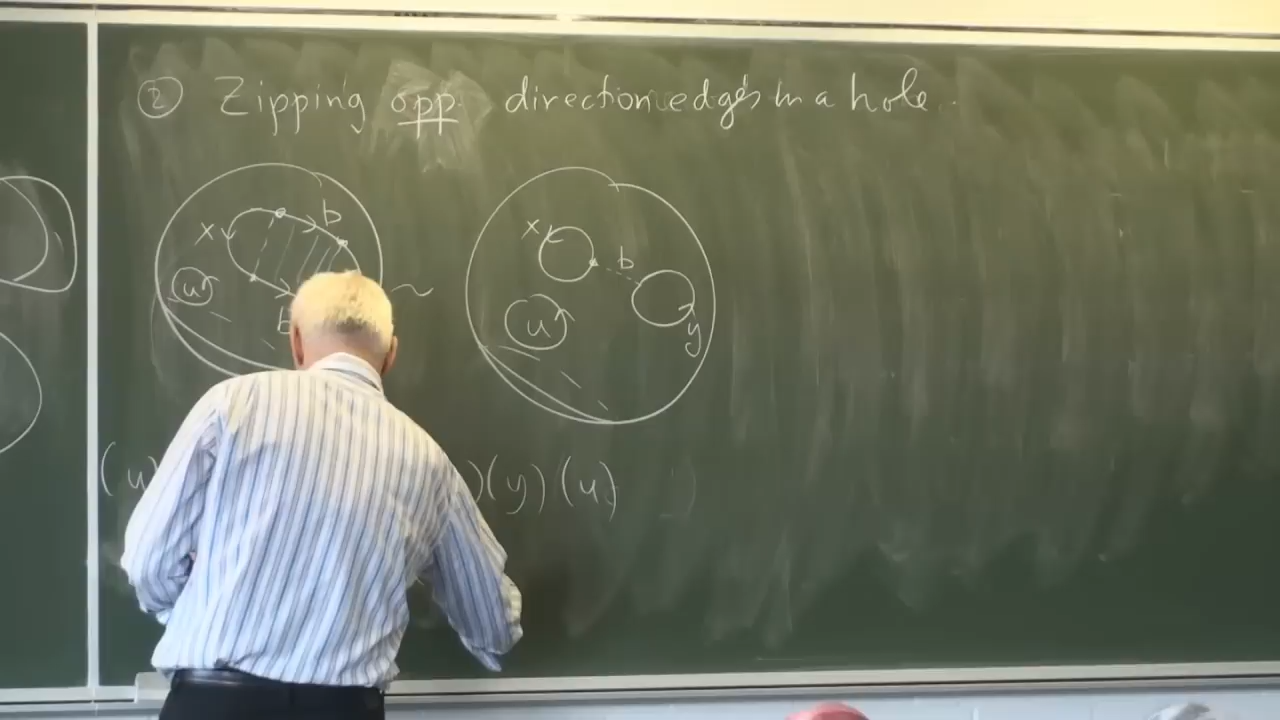 ② Zipping opp. direction edges in a hole.
x b
u
b
x b
u y
(u)
(y)(u)